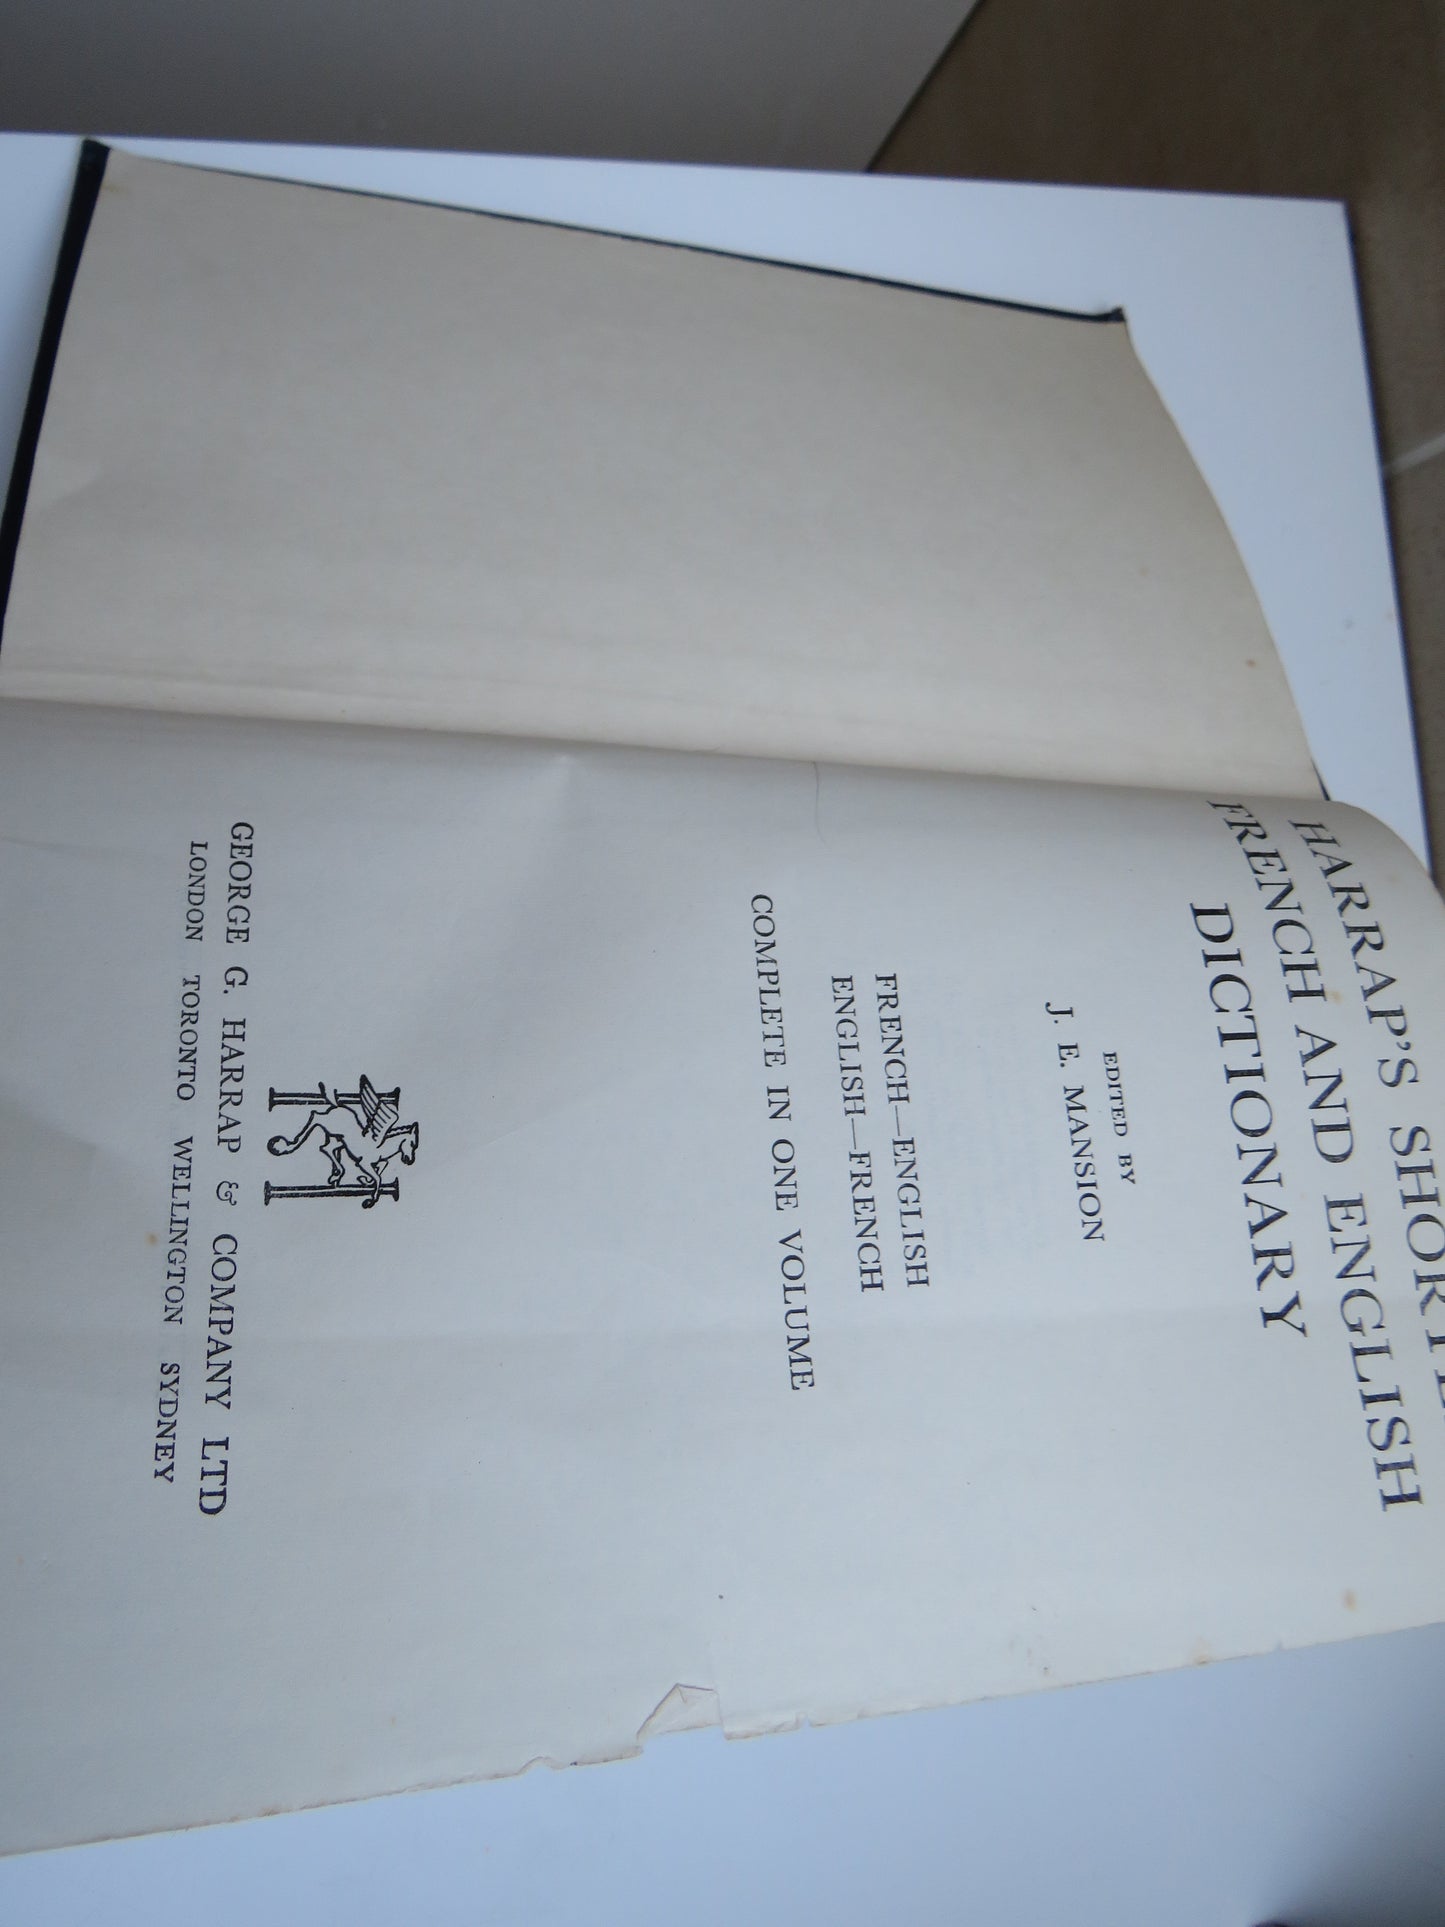 HARRAP'S SHORTE
FRENCH AND ENGLISH
DICTIONARY
EDITED BY
J. E. MANSION
FRENCH—ENGLISH
ENGLISH—FRENCH
COMPLETE IN ONE VOLUME
H
GEORGE G. HARRAP & COMPANY LTD
LONDON TORONTO WELLINGTON SYDNEY